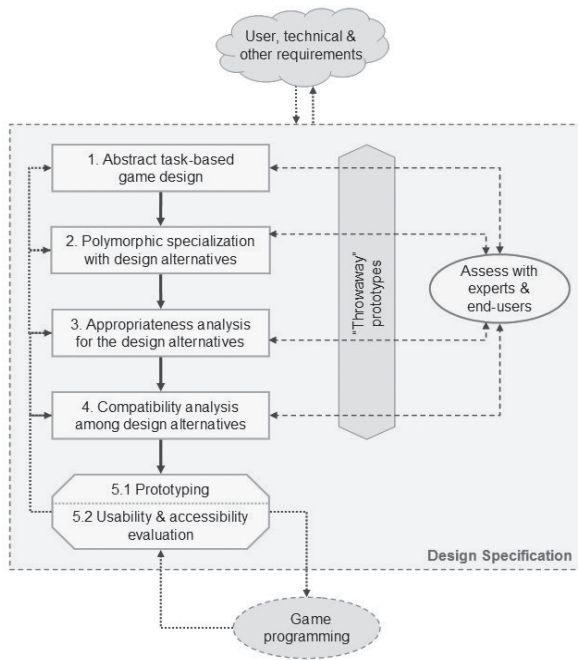 User, technical &
other requirements
1. Abstract task-based
game design
2. Polymorphic specialization
with design alternatives
3. Appropriateness analysis
for the design alternatives
4. Compatibility analysis
among design alternatives
5.1 Prototyping
5.2 Usability & accessibility
evaluation
"Throwaway"
prototypes
Assess with
experts &
end-users
Design Specification
Game
programming